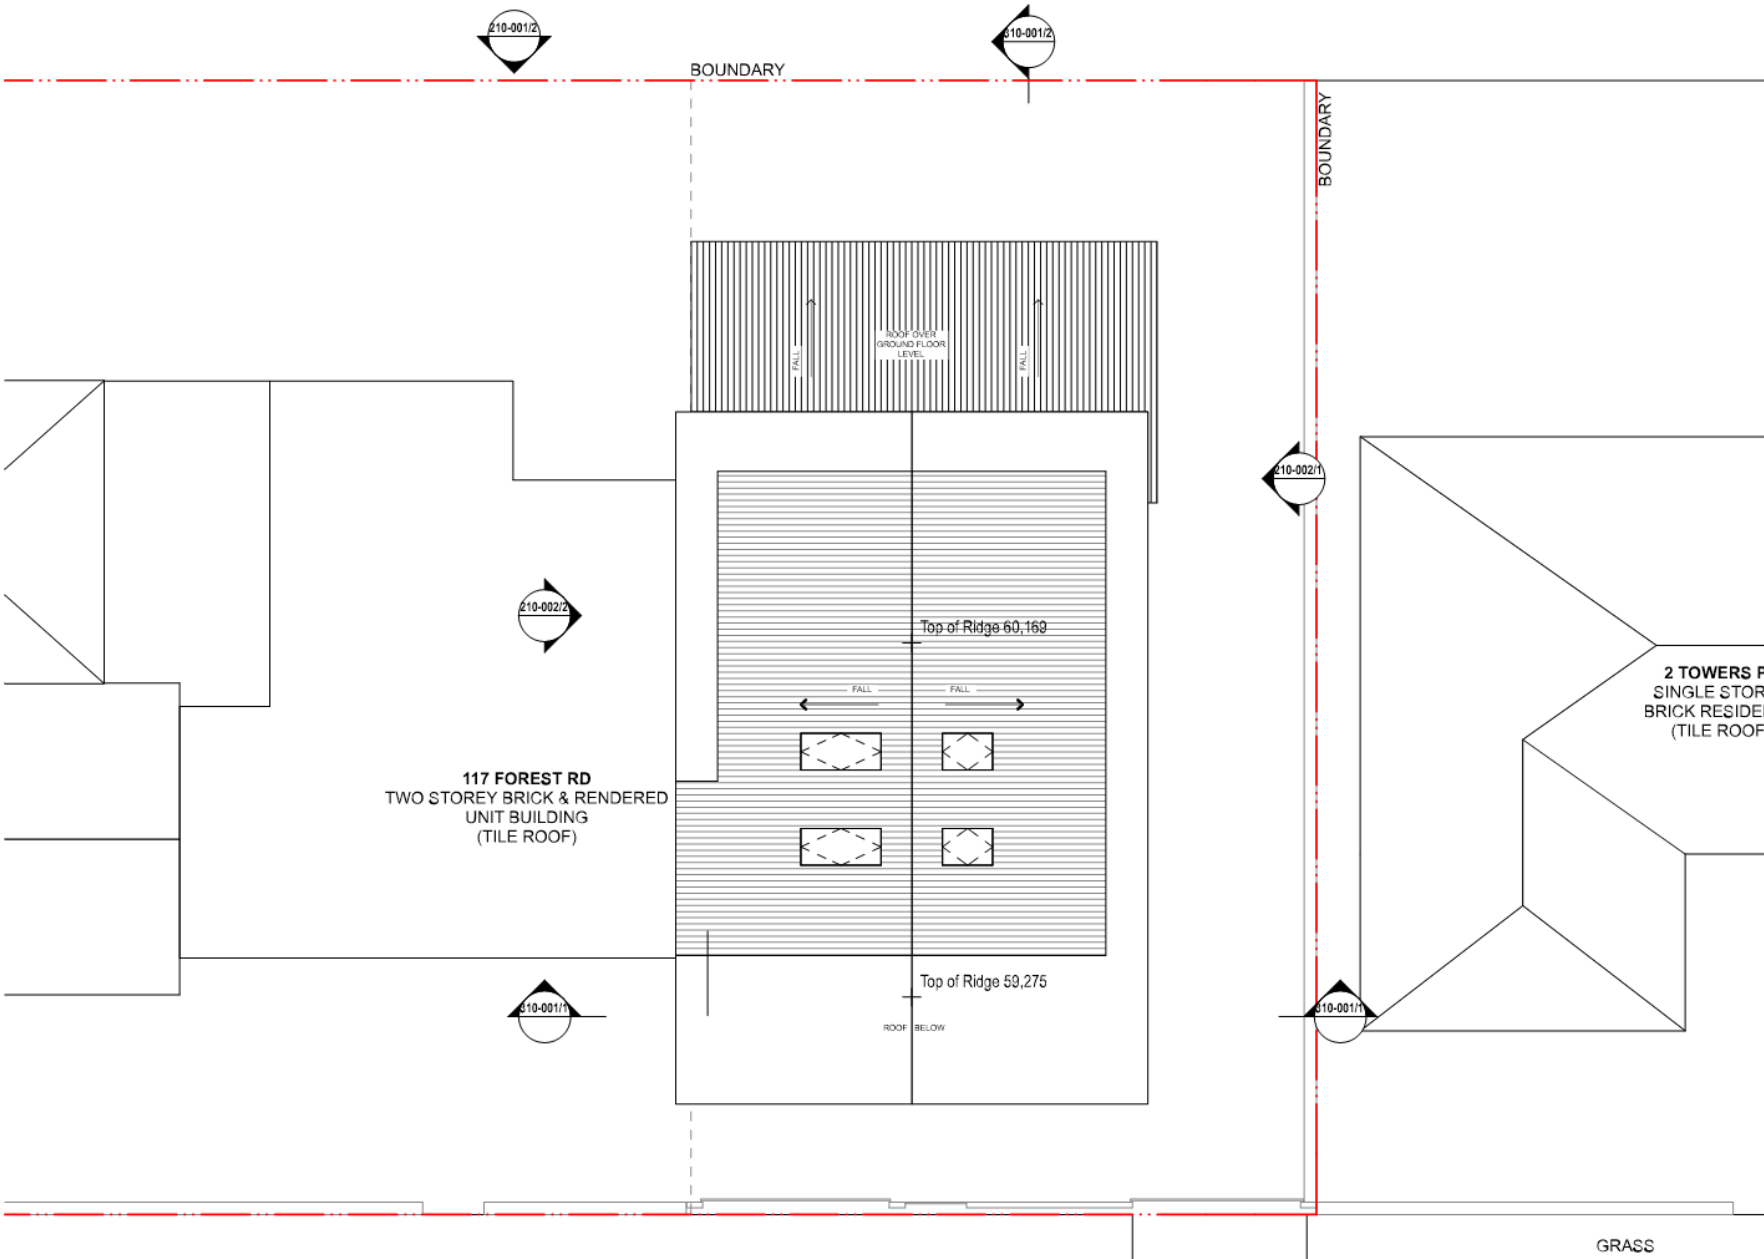 210-001/2
310-001/2
BOUNDARY
BOUNDARY
ROOF OVER
GROUND FLOOR
LEVEL
FALL
FALL
210-002/1
210-002/2
Top of Ridge 60,169
FALL
FALL
2 TOWERS P
SINGLE STOR
BRICK RESIDE
(TILE ROOF
117 FOREST RD
TWO STOREY BRICK & RENDERED
UNIT BUILDING
(TILE ROOF)
Top of Ridge 59,275
310-001/1
310-001/1
ROOF BELOW
GRASS